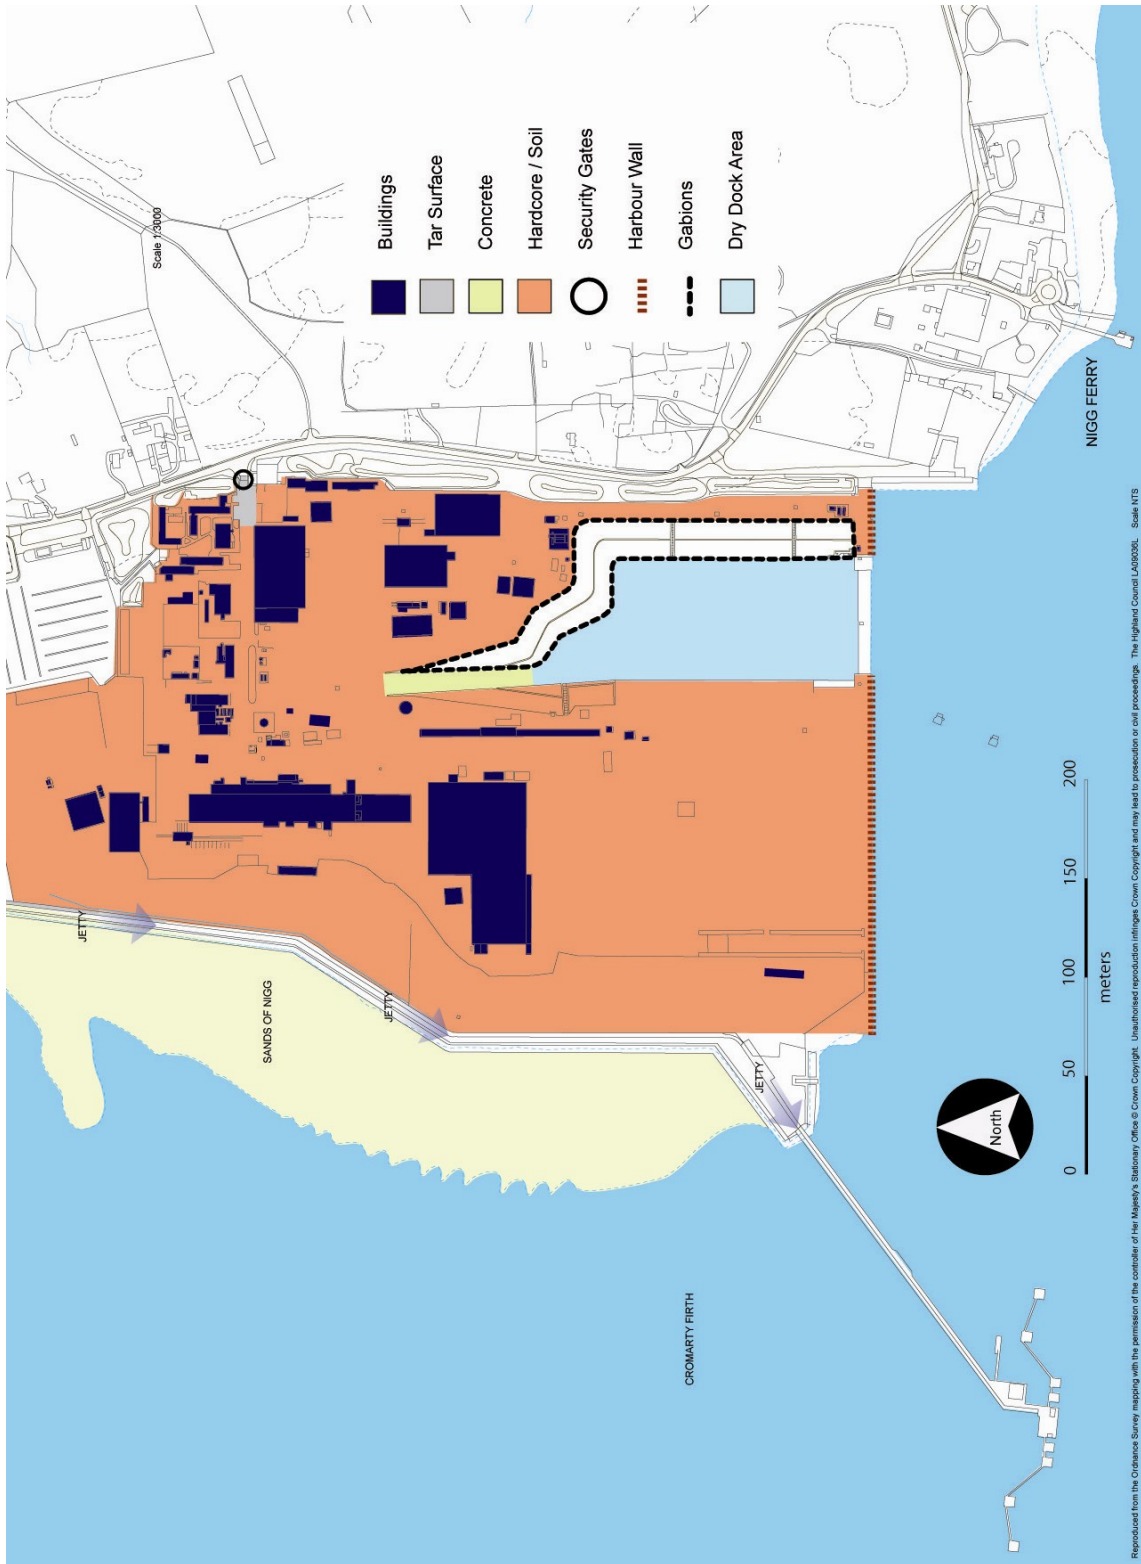 Scale 1:3000
Buildings
Tar Surface
Concrete
Hardcore / Soil
Security Gates
Harbour Wall
Gabions
Dry Dock Area
JETTY
SANDS OF NIGG
JETTY
JETTY
CROMARTY FIRTH
NIGG FERRY
North
0 50 100 150 200
meters
Reproduced from the Ordnance Survey mapping with the permission of the controller of Her Majesty's Stationary Office © Crown Copyright. Unauthorised reproduction infringes Crown Copyright and may lead to prosecution or civil proceedings. The Highland Council LA09036L. Scale NTS